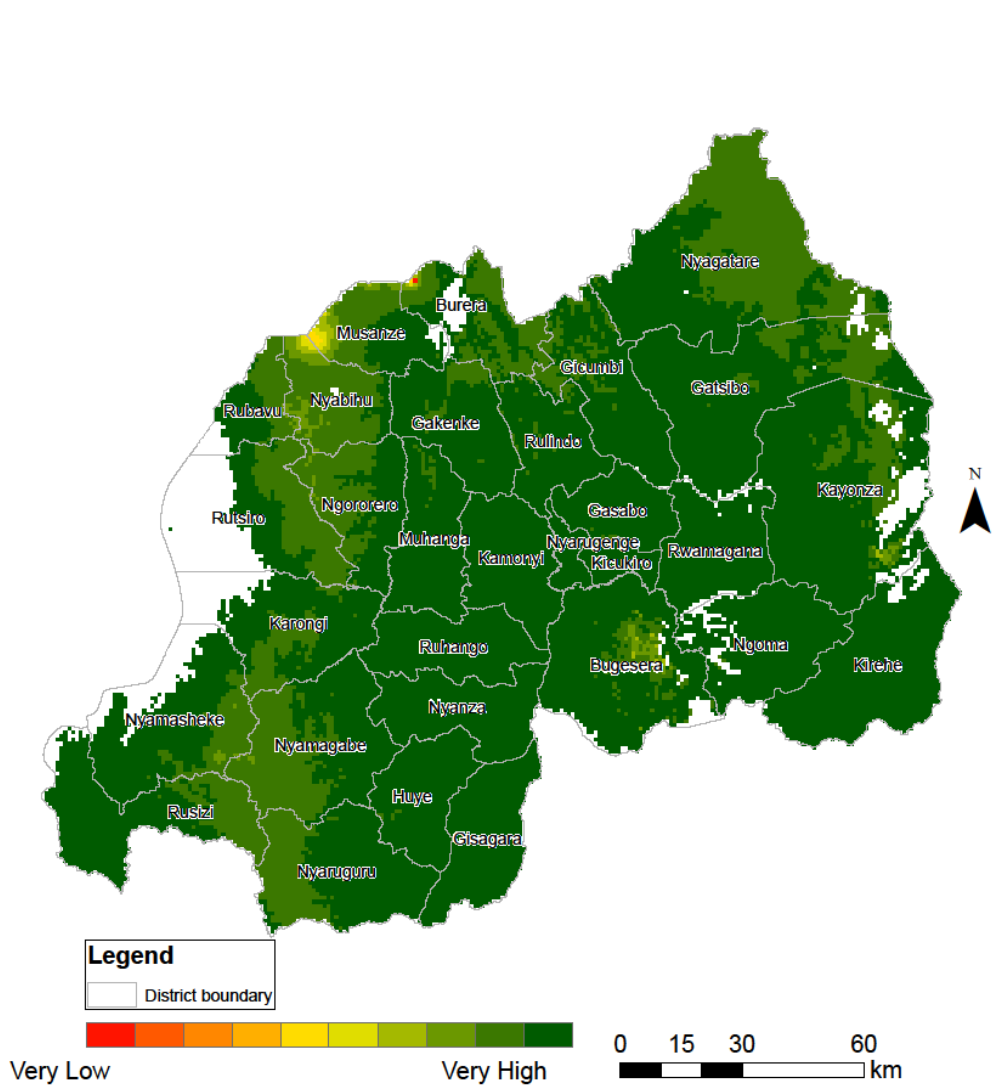 Nyagatare
Burera
Musanze
Gicumbi
Gatsibo
Nyabihu
Rubavu
Gakenke
Rulindo
Kayonza
N
Ngororero
Gasabo
Rutsiro
Muhanga
Nyarugenge
Kamonyi
Kicukiro
Rwamagana
Karongi
Ruhango
Ngoma
Bugesera
Kirehe
Nyanza
Nyamasheke
Nyamagabe
Huye
Rusizi
Gisagara
Nyaruguru
Legend
District boundary
Very Low
Very High
0 15 30 60
km